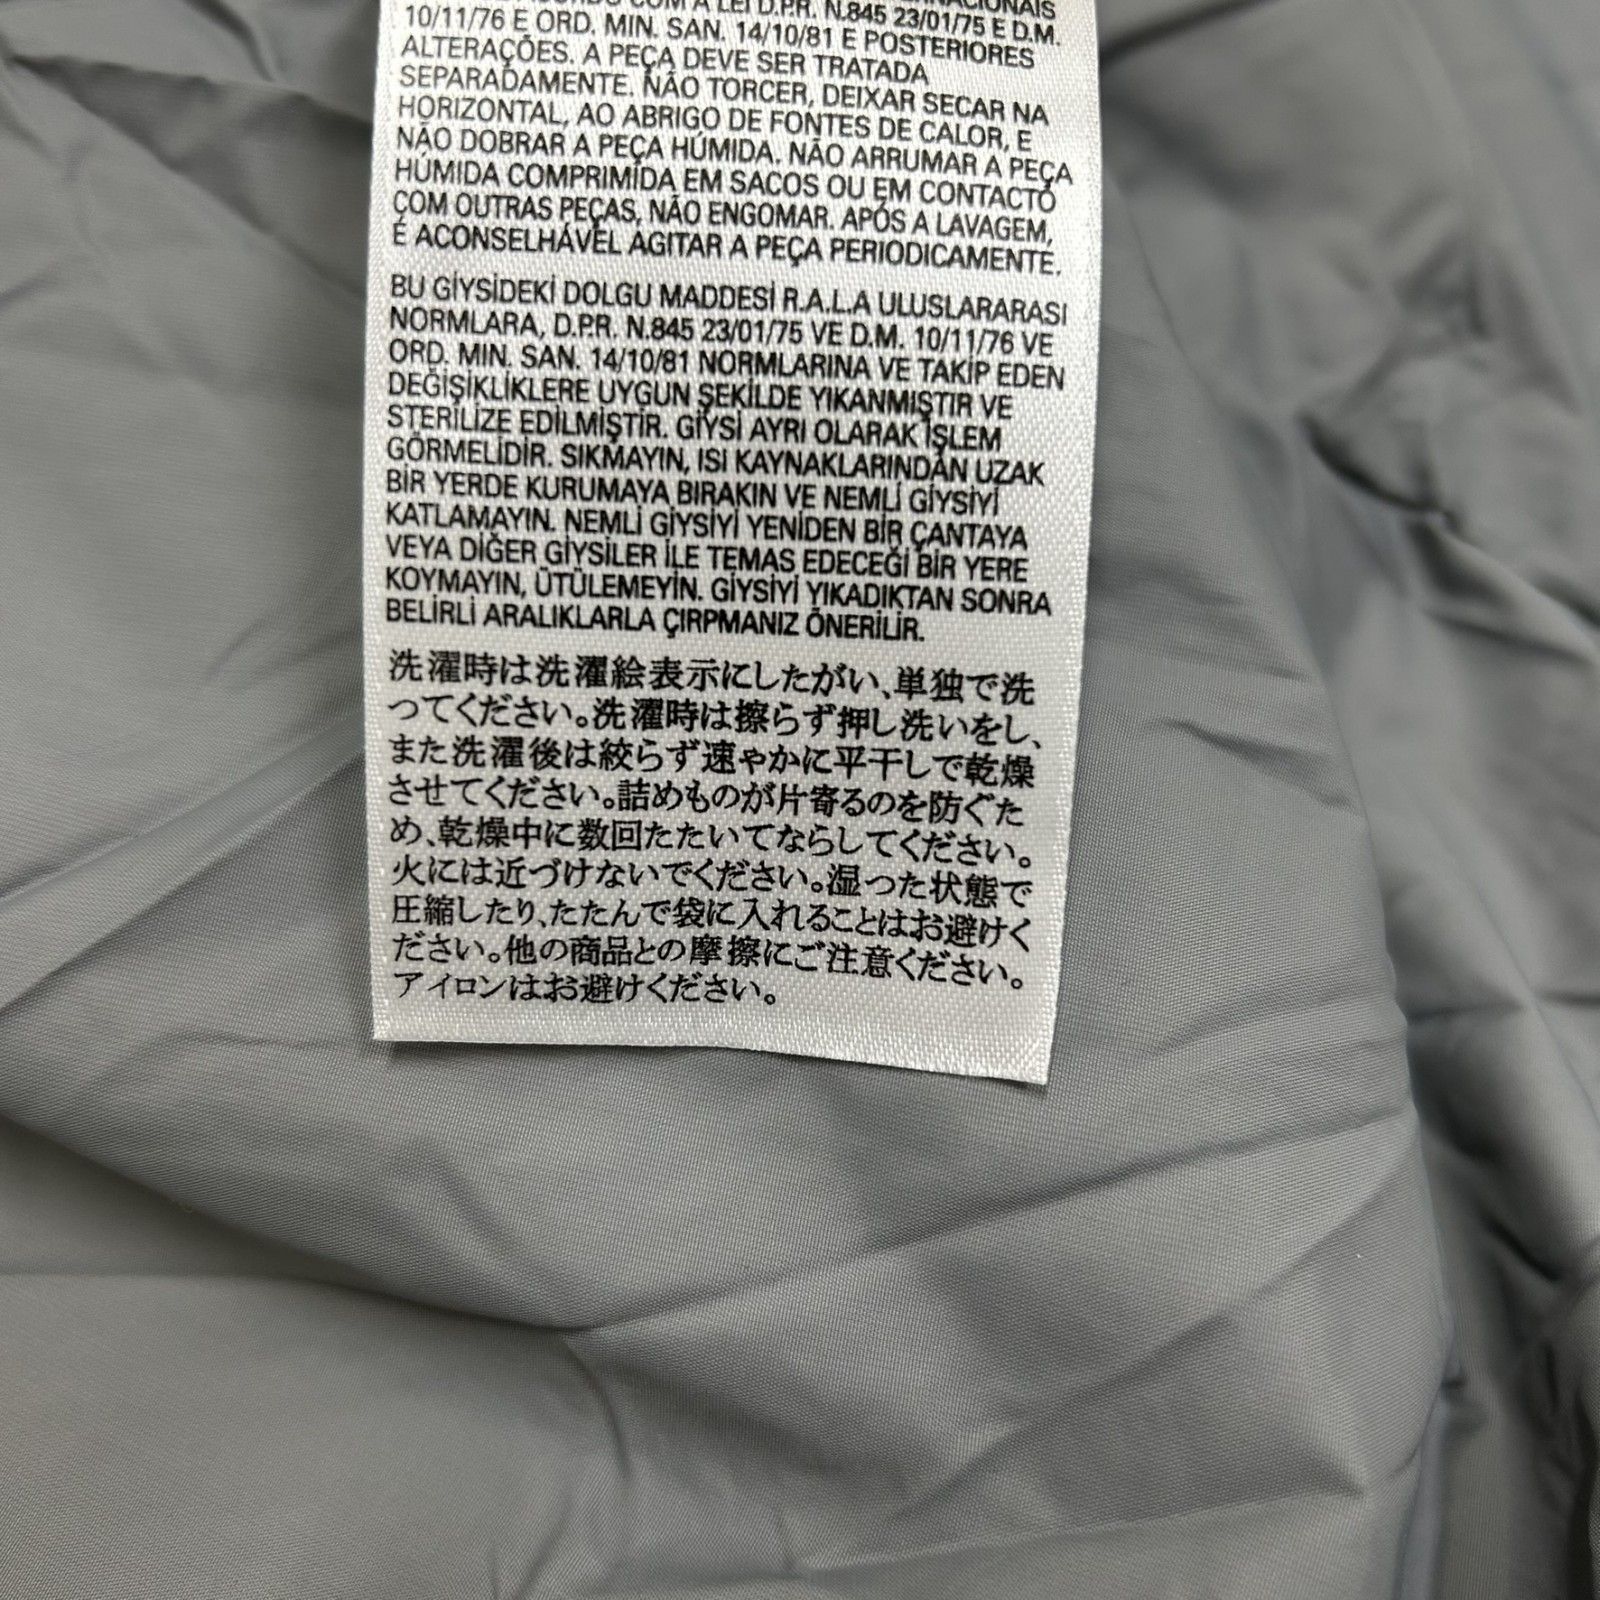 COM A LEI D.P.R. N.845 23/01/75 E D.M.
10/11/76 E ORD. MIN. SAN. 14/10/81 E POSTERIORES
ALTERAÇÕES. A PEÇA DEVE SER TRATADA
SEPARADAMENTE. NÃO TORCER, DEIXAR SECAR NA
HORIZONTAL, AO ABRIGO DE FONTES DE CALOR, E
NÃO DOBRAR A PEÇA HÚMIDA. NÃO ARRUMAR A PEÇA
HÚMIDA COMPRIMIDA EM SACOS OU EM CONTACTO
COM OUTRAS PEÇAS, NÃO ENGOMAR. APÓS A LAVAGEM,
É ACONSELHÁVEL AGITAR A PEÇA PERIODICAMENTE.
BU GİYSİDEKİ DOLGU MADDESİ R.A.L.A ULUSLARARASI
NORMLARA, D.P.R. N.845 23/01/75 VE D.M. 10/11/76 VE
ORD. MIN. SAN. 14/10/81 NORMLARINA VE TAKİP EDEN
DEĞİŞİKLİKLERE UYGUN ŞEKİLDE YIKANMIŞTIR VE
STERİLİZE EDİLMİŞTİR. GİYSİ AYRI OLARAK İŞLEM
GÖRMELİDİR. SIKMAYIN, ISI KAYNAKLARINDAN UZAK
BİR YERDE KURUMAYA BIRAKIN VE NEMLİ GİYSİYİ
KATLAMAYIN. NEMLİ GİYSİYİ YENİDEN BİR ÇANTAYA
VEYA DİĞER GİYSİLER İLE TEMAS EDECEĞİ BİR YERE
KOYMAYIN, ÜTÜLEMEYİN. GİYSİYİ YIKADIKTAN SONRA
BELİRLİ ARALIKLARLA ÇIRPMANIZ ÖNERİLİR.
洗濯時は洗濯絵表示にしたがい、単独で洗
ってください。洗濯時は擦らず押し洗いをし、
また洗濯後は絞らず速やかに平干しで乾燥
させてください。詰めものが片寄るのを防ぐた
め、乾燥中に数回たたいてならしてください。
火には近づけないでください。湿った状態で
圧縮したり、たたんで袋に入れることはお避けく
ださい。他の商品との摩擦にご注意ください。
アイロンはお避けください。